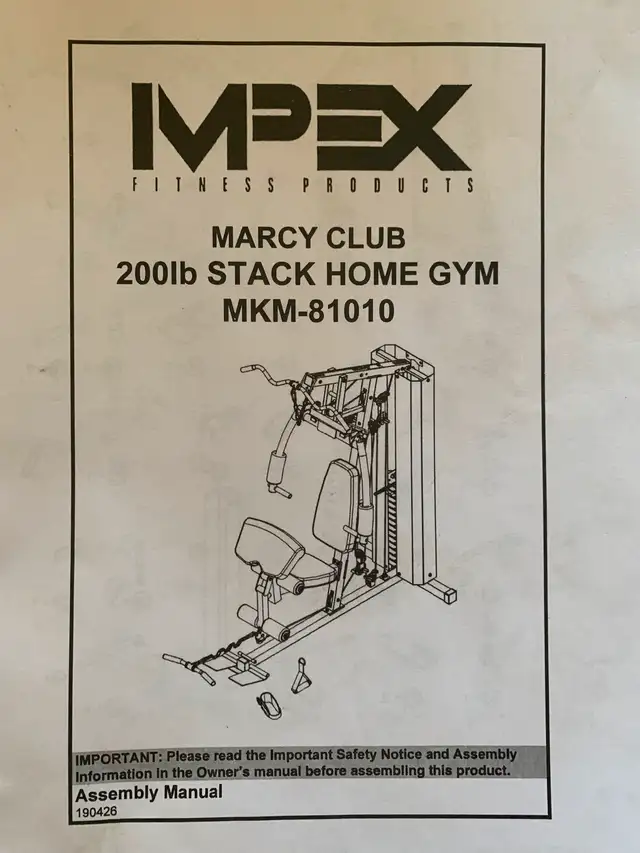 IMPEX
FITNESS PRODUCTS
MARCY CLUB
200lb STACK HOME GYM
MKM-81010
IMPORTANT: Please read the Important Safety Notice and Assembly
Information in the Owner's manual before assembling this product.
Assembly Manual
190426